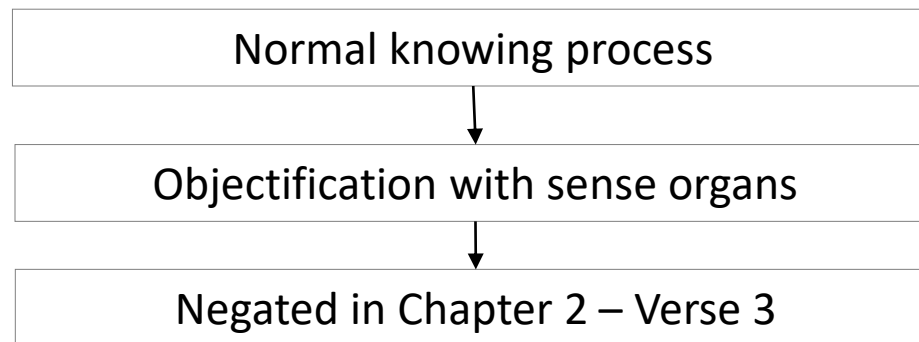 Normal knowing process
Objectification with sense organs
Negated in Chapter 2 – Verse 3